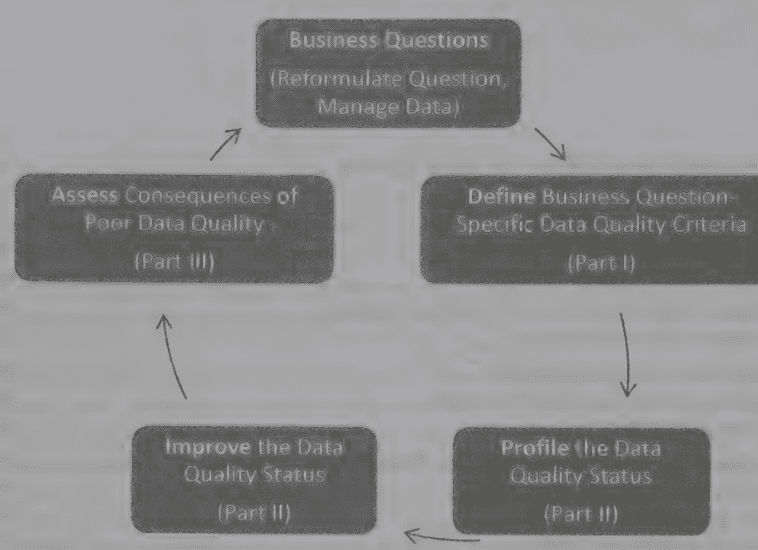 Business Questions
(Reformulate Question,
Manage Data)
Assess Consequences of
Poor Data Quality
(Part III)
Define Business Question-
Specific Data Quality Criteria
(Part I)
Improve the Data
Quality Status
(Part II)
Profile the Data
Quality Status
(Part II)